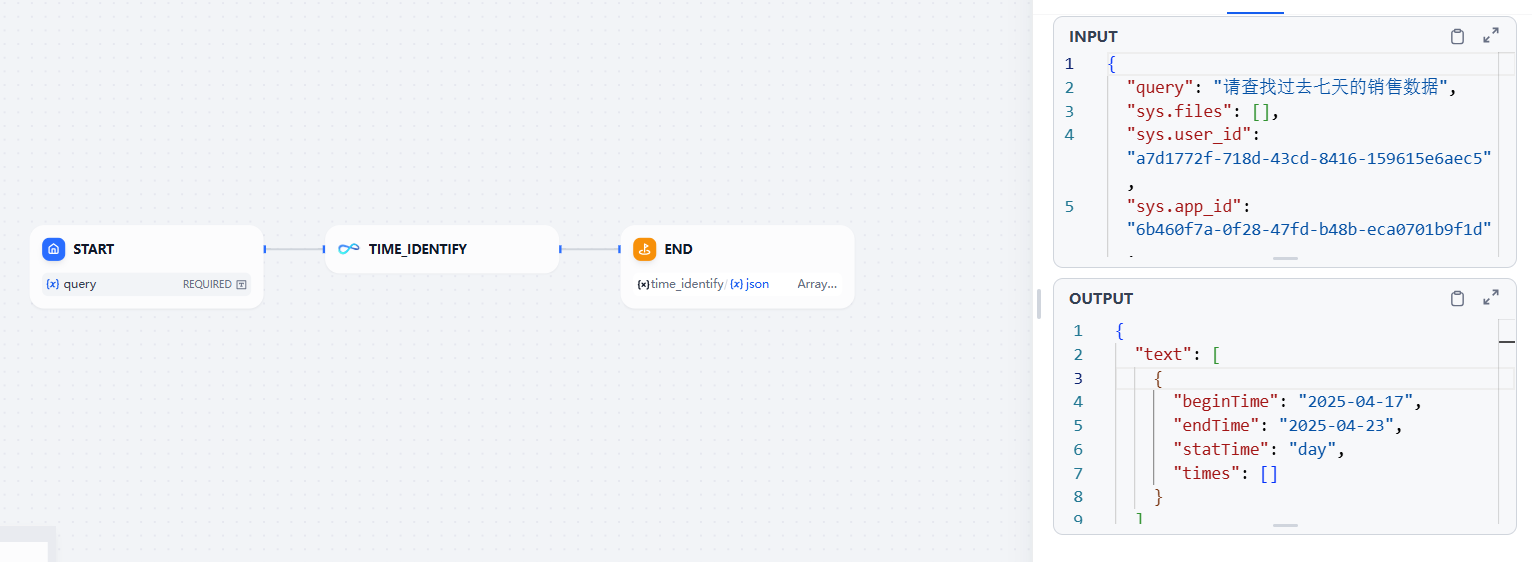 START
query
REQUIRED
TIME_IDENTIFY
END
time_identify/
json
Array...
INPUT
1 {
2 "query": "请查找过去七天的销售数据",
3 "sys.files": [],
4 "sys.user_id":
"a7d1772f-718d-43cd-8416-159615e6aec5"
,
5 "sys.app_id":
"6b460f7a-0f28-47fd-b48b-eca0701b9f1d"
OUTPUT
1 {
2 "text": [
3 {
4 "beginTime": "2025-04-17",
5 "endTime": "2025-04-23",
6 "statTime": "day",
7 "times": []
8 }
9 ]